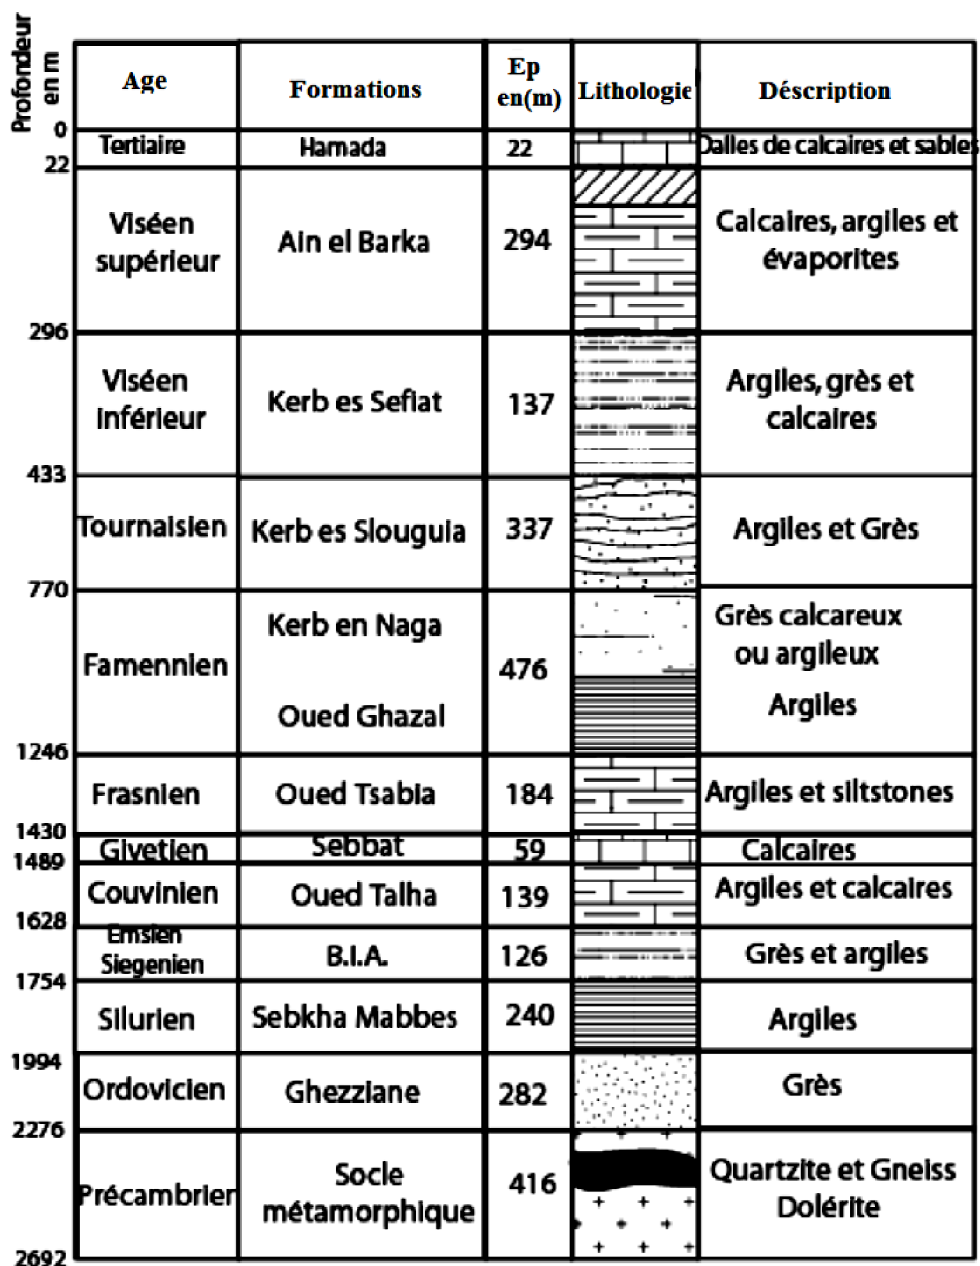 Profondeur
en m
Age
Formations
Ep
en(m)
Lithologie
Déscription
0
Tertiaire
Hamada
22
Dalles de calcaires et sables
22
Viséen
supérieur
Ain el Barka
294
Calcaires, argiles et
évaporites
296
Viséen
inférieur
Kerb es Sefiat
137
Argiles, grès et
calcaires
433
Tournaisien
Kerb es Slouguia
337
Argiles et Grès
770
Famennien
Kerb en Naga
Oued Ghazal
476
Grès calcareux
ou argileux
Argiles
1246
Frasnien
Oued Tsabia
184
Argiles et siltstones
1430
Givetien
Sebbat
59
Calcaires
1489
Couvinien
Oued Talha
139
Argiles et calcaires
1628
Emsien
Siegenien
B.I.A.
126
Grès et argiles
1754
Silurien
Sebkha Mabbes
240
Argiles
1994
Ordovicien
Ghezziane
282
Grès
2276
Précambrier
Socle
métamorphique
416
Quartzite et Gneiss
Dolérite
2692